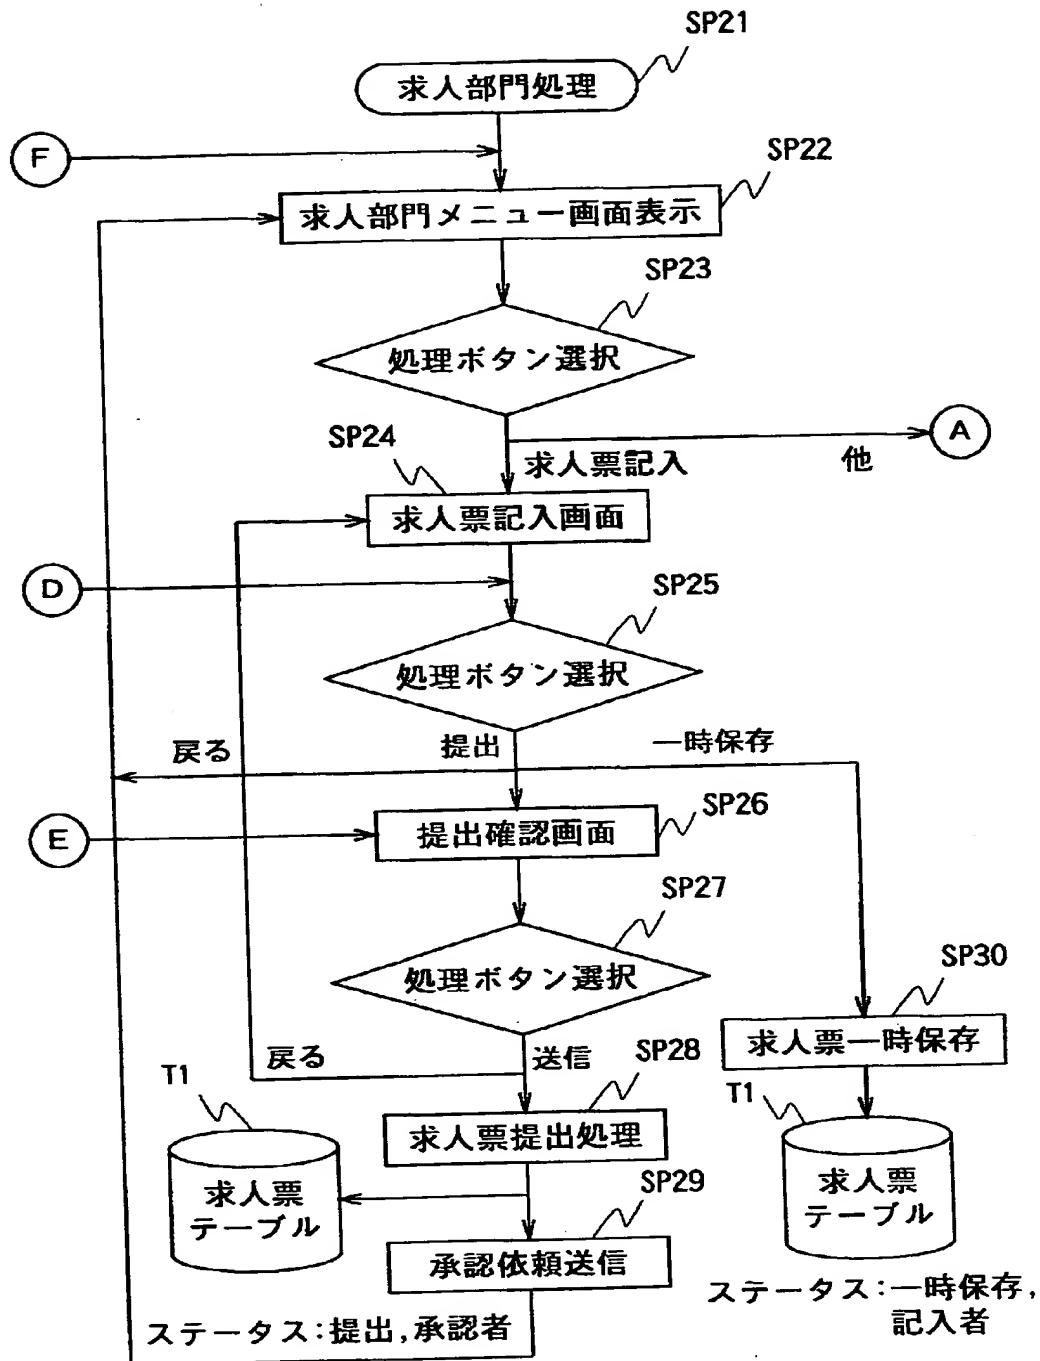 SP21
求人部門処理
F
SP22
求人部門メニュー画面表示
SP23
処理ボタン選択
A
SP24
求人票記入
他
求人票記入画面
D
SP25
処理ボタン選択
戻る
提出
一時保存
SP26
E
提出確認画面
SP27
処理ボタン選択
SP30
求人票一時保存
戻る
送信
SP28
T1
T1
求人票提出処理
SP29
求人票
テーブル
求人票
テーブル
承認依頼送信
ステータス:一時保存,
記入者
ステータス:提出,承認者